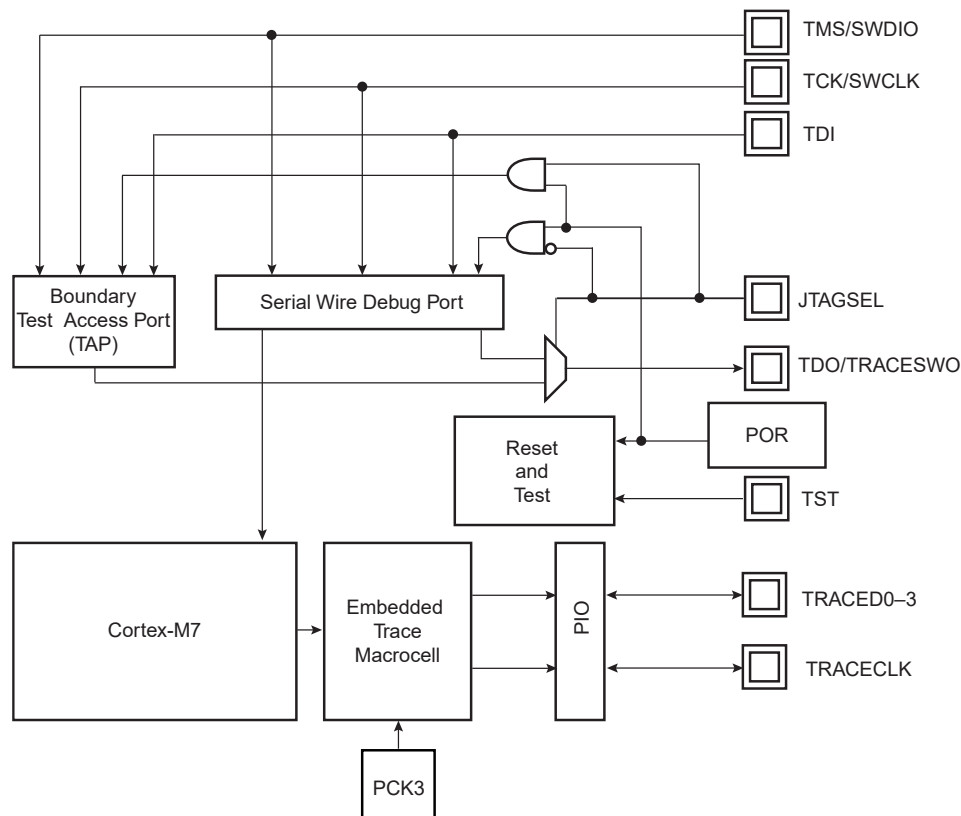 TMS/SWDIO
TCK/SWCLK
TDI
Boundary
Test Access Port
(TAP)
Serial Wire Debug Port
JTAGSEL
TDO/TRACESWO
Reset
and
Test
POR
TST
Cortex-M7
Embedded
Trace
Macrocell
PIO
TRACED0–3
TRACECLK
PCK3